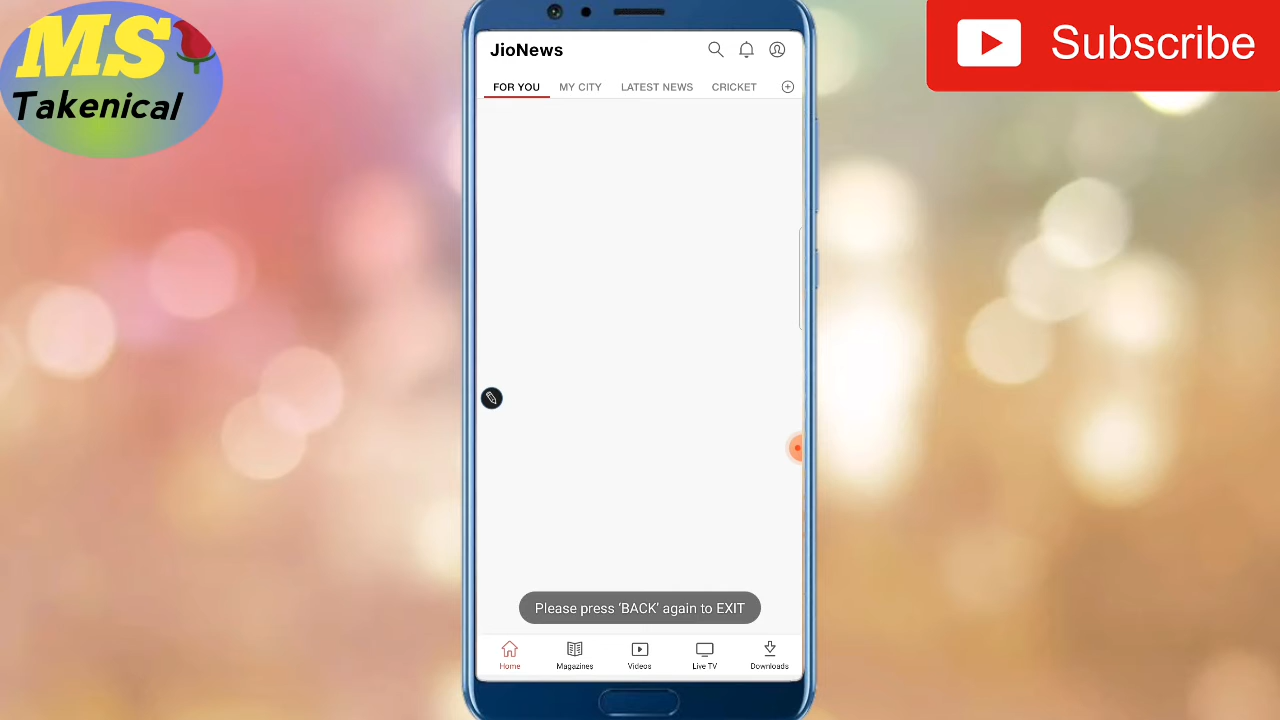 MS
Takenical
Subscribe
JioNews
FOR YOU
MY CITY
LATEST NEWS
CRICKET
Please press ‘BACK’ again to EXIT
Home
Magazines
Videos
Live TV
Downloads